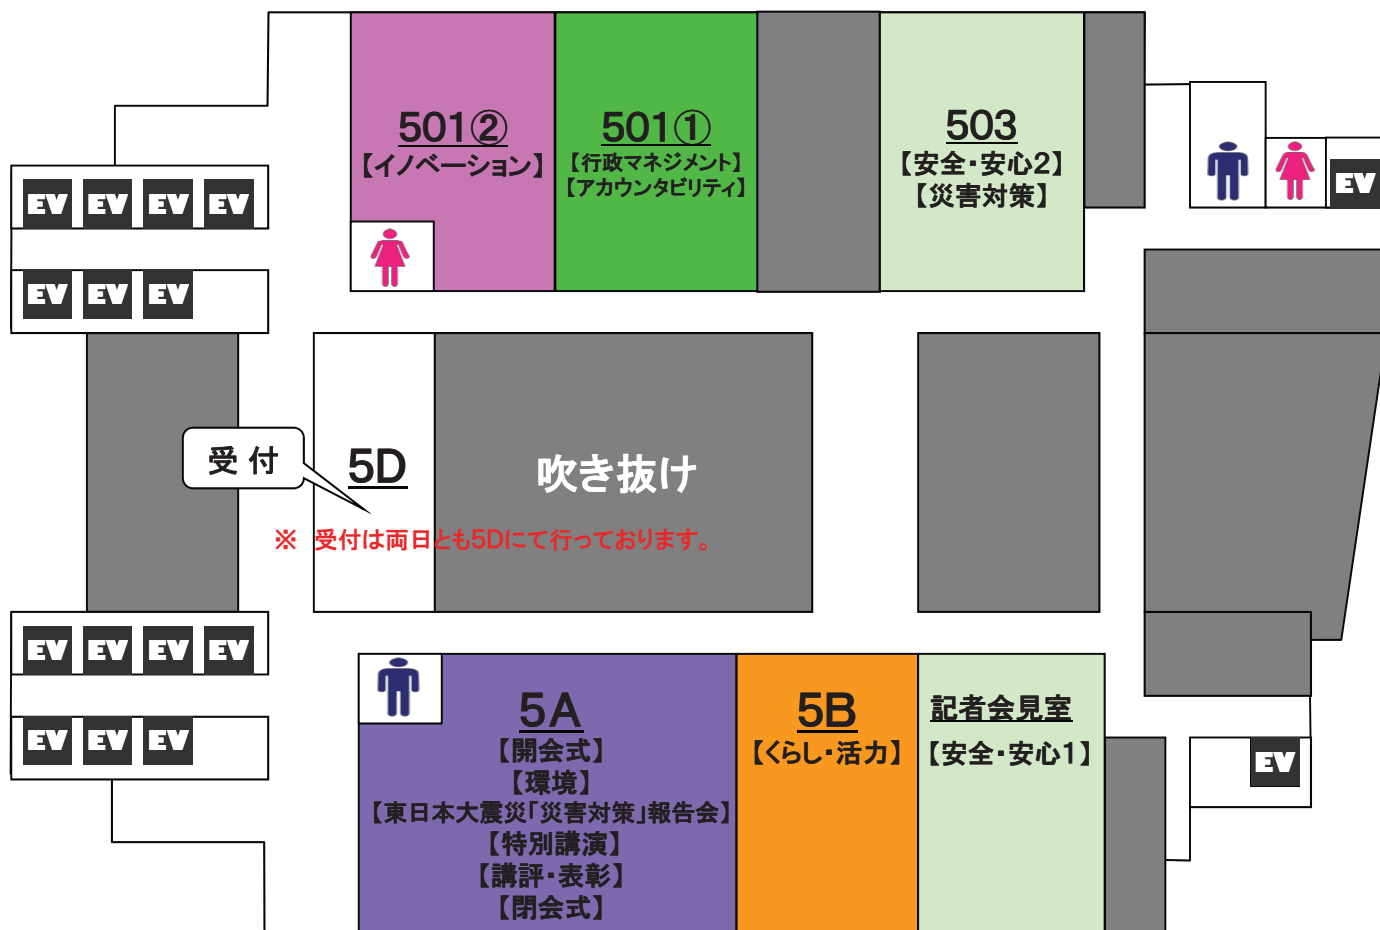 501②
【イノベーション】
501①
【行政マネジメント】
【アカウンタビリティ】
503
【安全・安心2】
【災害対策】
EV
EV EV EV EV
EV EV EV
受 付
5D
吹き抜け
※ 受付は両日とも5Dにて行っております。
EV EV EV EV
EV EV EV
5A
【開会式】
【環境】
【東日本大震災「災害対策」報告会】
【特別講演】
【講評・表彰】
【閉会式】
5B
【くらし・活力】
記者会見室
【安全・安心1】
EV